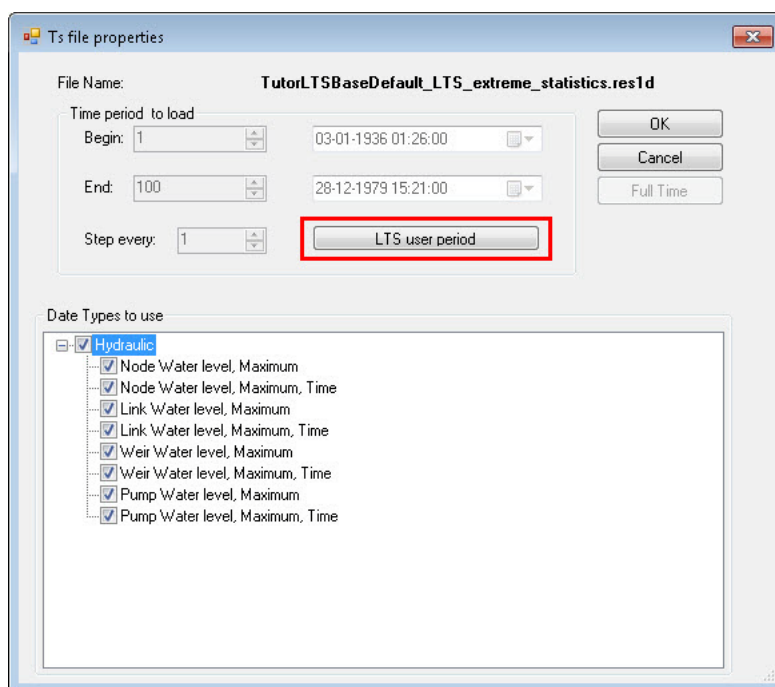 Ts file properties
File Name: TutorLTSBaseDefault_LTS_extreme_statistics.res1d
Time period to load
Begin: 1 03-01-1936 01:26:00
End: 100 28-12-1979 15:21:00
Step every: 1 LTS user period
OK
Cancel
Full Time
Date Types to use
Hydraulic
Node Water level, Maximum
Node Water level, Maximum, Time
Link Water level, Maximum
Link Water level, Maximum, Time
Weir Water level, Maximum
Weir Water level, Maximum, Time
Pump Water level, Maximum
Pump Water level, Maximum, Time